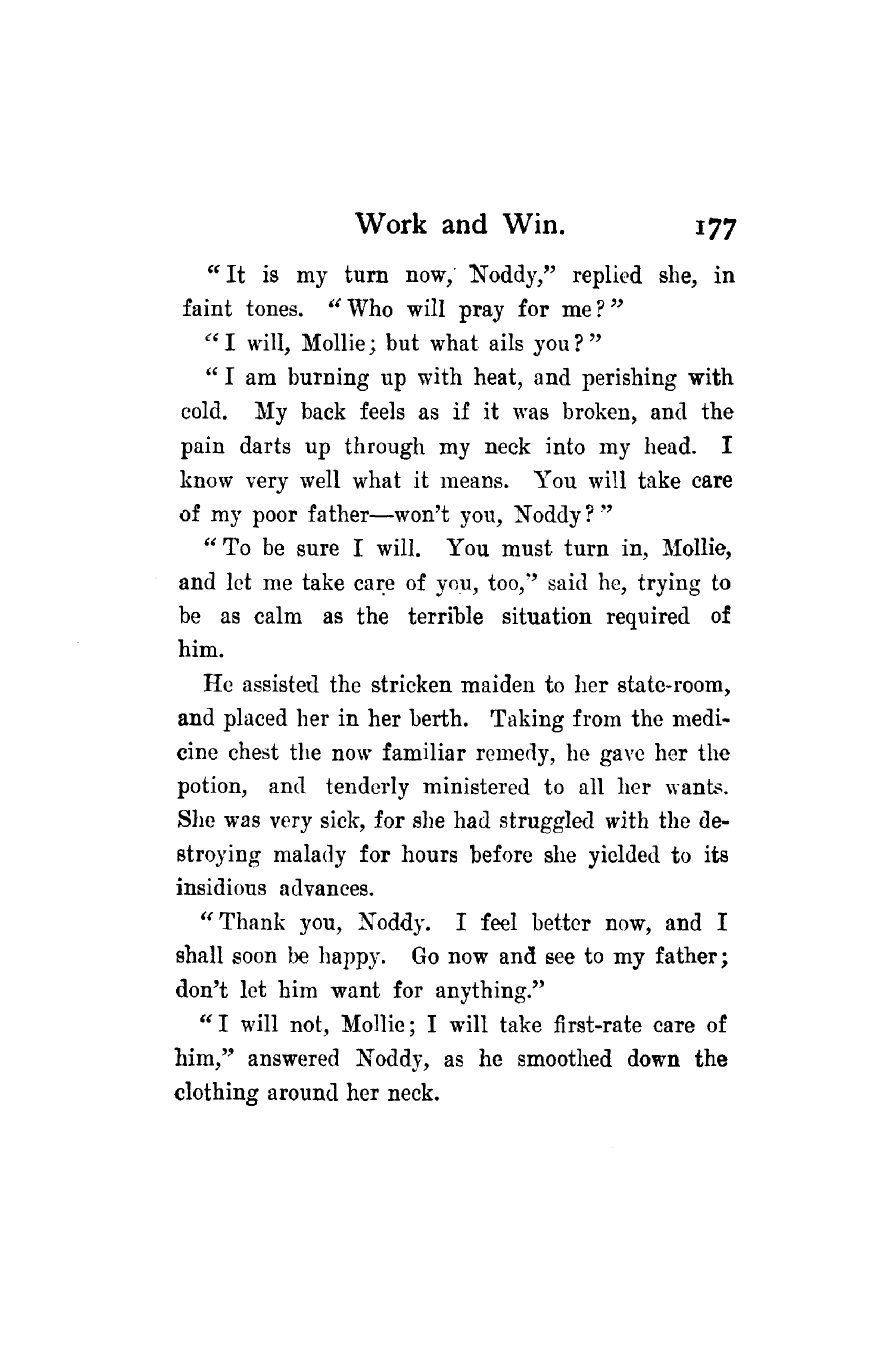 Work and Win. 177
“It is my turn now, Noddy,” replied she, in
faint tones. “Who will pray for me?”
“I will, Mollie; but what ails you?”
“I am burning up with heat, and perishing with
cold. My back feels as if it was broken, and the
pain darts up through my neck into my head. I
know very well what it means. You will take care
of my poor father—won’t you, Noddy?”
“To be sure I will. You must turn in, Mollie,
and let me take care of you, too,” said he, trying to
be as calm as the terrible situation required of
him.
He assisted the stricken maiden to her state-room,
and placed her in her berth. Taking from the medi-
cine chest the now familiar remedy, he gave her the
potion, and tenderly ministered to all her wants.
She was very sick, for she had struggled with the de-
stroying malady for hours before she yielded to its
insidious advances.
“Thank you, Noddy. I feel better now, and I
shall soon be happy. Go now and see to my father;
don’t let him want for anything.”
“I will not, Mollie; I will take first-rate care of
him,” answered Noddy, as he smoothed down the
clothing around her neck.